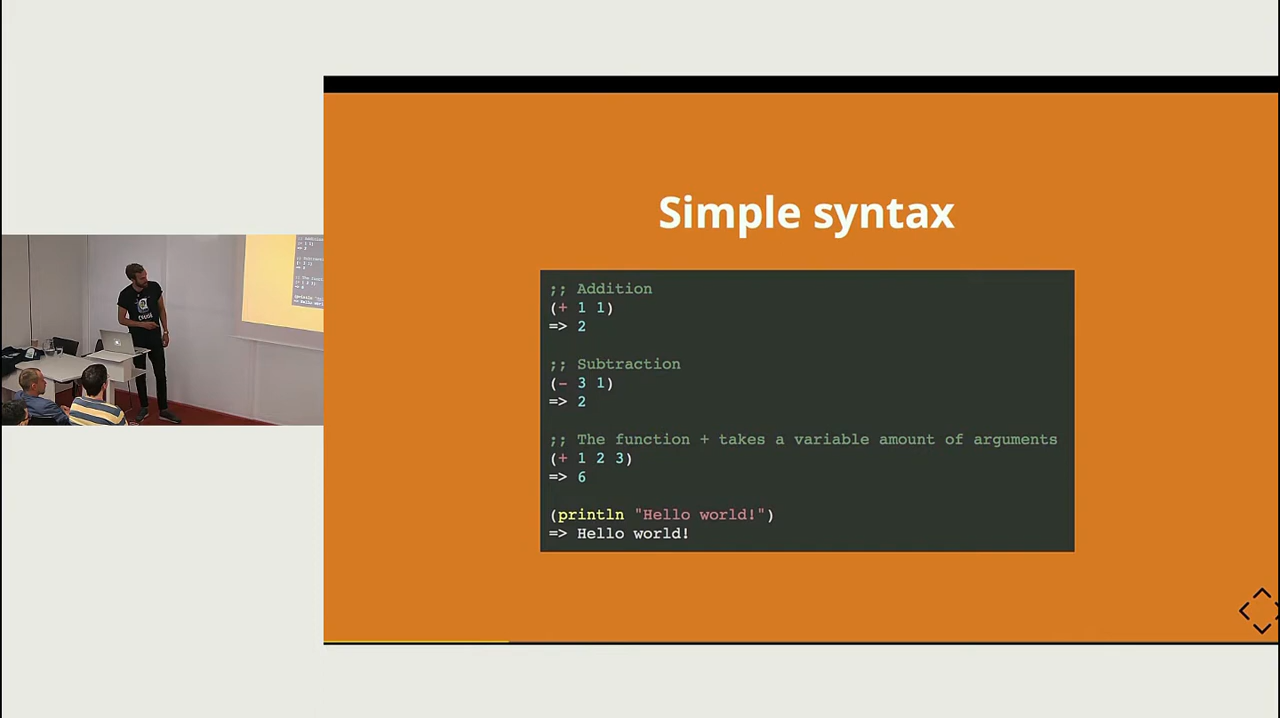 Simple syntax
;; Addition
(+ 1 1)
=> 2
;; Subtraction
(- 3 1)
=> 2
;; The function + takes a variable amount of arguments
(+ 1 2 3)
=> 6
(println "Hello world!")
=> Hello world!